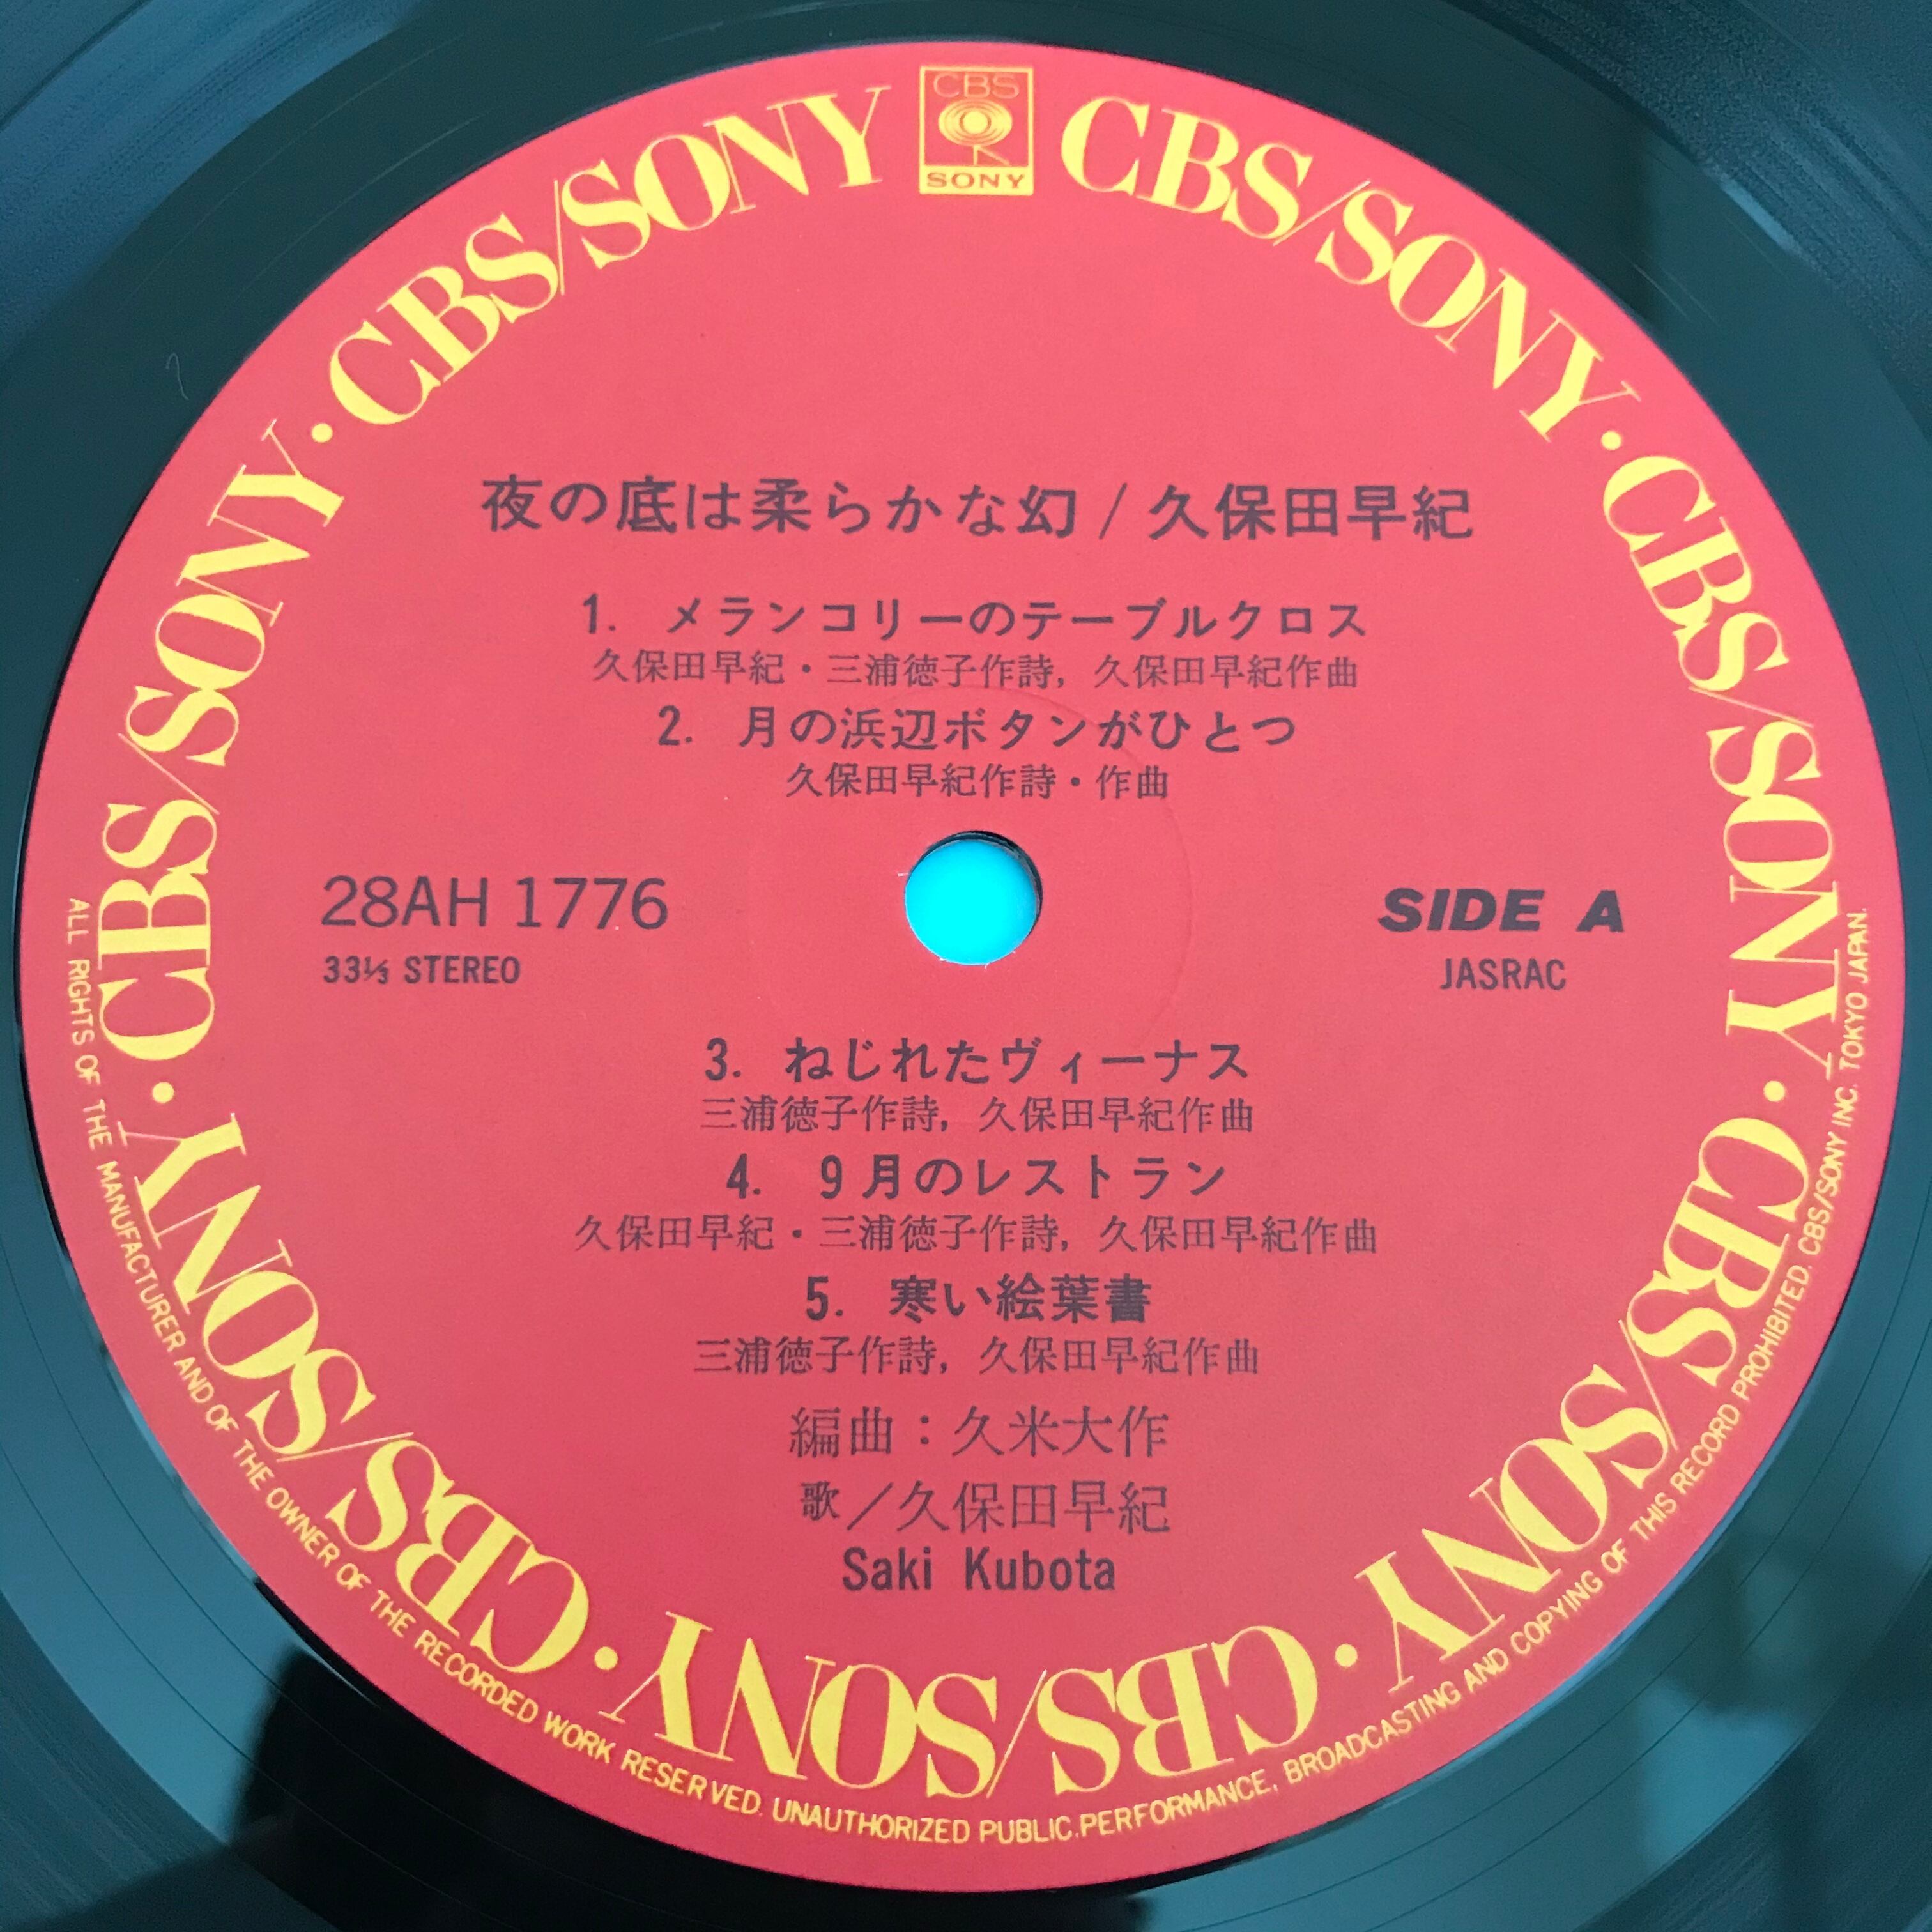 CBS
SONY
CBS/SONY・CBS/SONY・CBS/SONY・CBS/SONY・CBS/SONY・CBS/SONY・CBS/SONY・CBS/SONY
夜の底は柔らかな幻/久保田早紀
1. メランコリーのテーブルクロス
久保田早紀・三浦徳子作詩, 久保田早紀作曲
2. 月の浜辺ボタンがひとつ
久保田早紀作詩・作曲
28AH 1776
33⅓ STEREO
SIDE A
JASRAC
3. ねじれたヴィーナス
三浦徳子作詩, 久保田早紀作曲
4. 9月のレストラン
久保田早紀・三浦徳子作詩, 久保田早紀作曲
5. 寒い絵葉書
三浦徳子作詩, 久保田早紀作曲
編曲：久米大作
歌／久保田早紀
Saki Kubota
ALL RIGHTS OF THE MANUFACTURER AND OF THE OWNER OF THE RECORDED WORK RESERVED. UNAUTHORIZED PUBLIC.PERFORMANCE, BROADCASTING AND COPYING OF THIS RECORD PROHIBITED. CBS/SONY INC. TOKYO JAPAN.